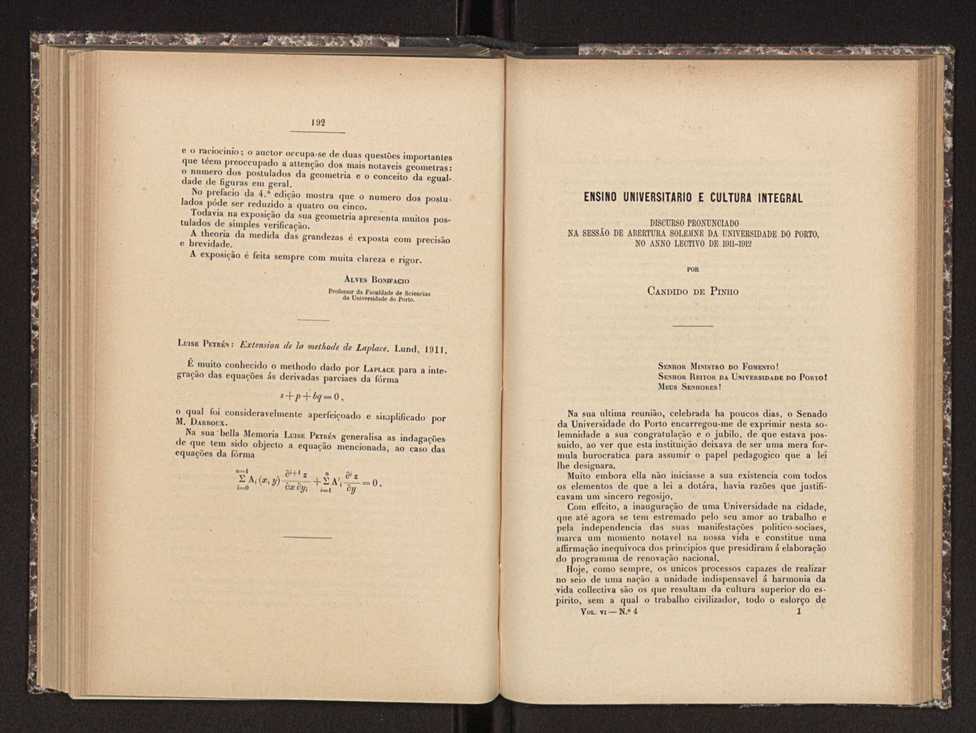 192
e o raciocinio; o auctor occupa-se de duas questões importantes
que téem preoccupado a attenção dos mais notaveis geometras:
o numero dos postulados da geometria e o conceito da egual-
dade de figuras em geral.
No prefacio da 4.ª edição mostra que o numero dos postu-
lados póde ser reduzido a quatro ou cinco.
Todavia na exposição da sua geometria apresenta muitos pos-
tulados de simples verificação.
A theoria da medida das grandezas é exposta com precisão
e brevidade.
A exposição é feita sempre com muita clareza e rigor.
Alves Bonifacio
Professor da Faculdade de Sciencias
da Universidade do Porto.
Luise Petrén: Extension de la methode de Laplace. Lund, 1911.
É muito conhecido o methodo dado por Laplace para a inte-
gração das equações ás derivadas parciaes da fórma
s + p + bq = 0 ,
o qual foi consideravelmente aperfeiçoado e simplificado por
M. Darboux.
Na sua bella Memoria Luise Petrén generalisa as indagações
de que tem sido objecto a equação mencionada, ao caso das
equações da fórma
n=1 Σ i=0 A_i (x, y) ∂^{i+1} z / ∂x ∂y_i + n Σ i=1 A'_i ∂^i z / ∂y = 0 .
ENSINO UNIVERSITARIO E CULTURA INTEGRAL
DISCURSO PRONUNCIADO
NA SESSÃO DE ABERTURA SOLEMNE DA UNIVERSIDADE DO PORTO,
NO ANNO LECTIVO DE 1911-1912
POR
Candido de Pinho
Senhor Ministro do Fomento!
Senhor Reitor da Universidade do Porto!
Meus Senhores!
Na sua ultima reunião, celebrada ha poucos dias, o Senado
da Universidade do Porto encarregou-me de exprimir nesta so-
lemnidade a sua congratulação e o jubilo, de que estava pos-
suido, ao ver que esta instituição deixava de ser uma mera for-
mula burocratica para assumir o papel pedagogico que a lei
lhe designara.
Muito embora ella não iniciasse a sua existencia com todos
os elementos de que a lei a dotára, havia razões que justifi-
cavam um sincero regosijo.
Com effeito, a inauguração de uma Universidade na cidade,
que até agora se tem estremado pelo seu amor ao trabalho e
pela independencia das suas manifestações politico-sociaes,
marca um momento notavel na nossa vida e constitue uma
affirmação inequivoca dos principios que presidiram á elaboração
do programma de renovação nacional.
Hoje, como sempre, os unicos processos capazes de realizar
no seio de uma nação a unidade indispensavel á harmonia da
vida collectiva são os que resultam da cultura superior do es-
pirito, sem a qual o trabalho civilizador, todo o esforço de
Vol. vi — N.º 4 1